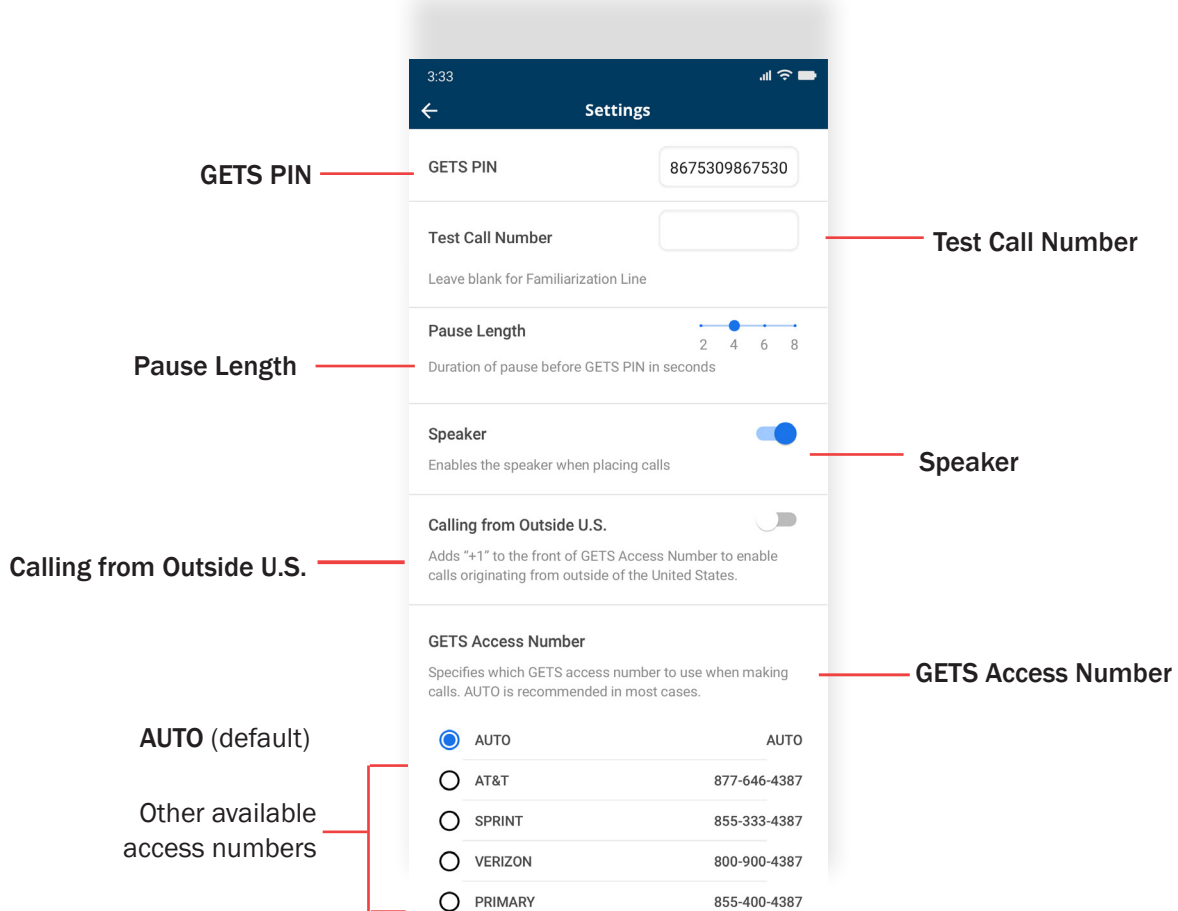 3:33
Settings
GETS PIN
GETS PIN
8675309867530
Test Call Number
Test Call Number
Leave blank for Familiarization Line
Pause Length
2 4 6 8
Pause Length
Duration of pause before GETS PIN in seconds
Speaker
Enables the speaker when placing calls
Speaker
Calling from Outside U.S.
Calling from Outside U.S.
Adds “+1” to the front of GETS Access Number to enable
calls originating from outside of the United States.
GETS Access Number
Specifies which GETS access number to use when making
calls. AUTO is recommended in most cases.
GETS Access Number
AUTO (default)
AUTO AUTO
AT&T 877-646-4387
Other available
access numbers
SPRINT 855-333-4387
VERIZON 800-900-4387
PRIMARY 855-400-4387